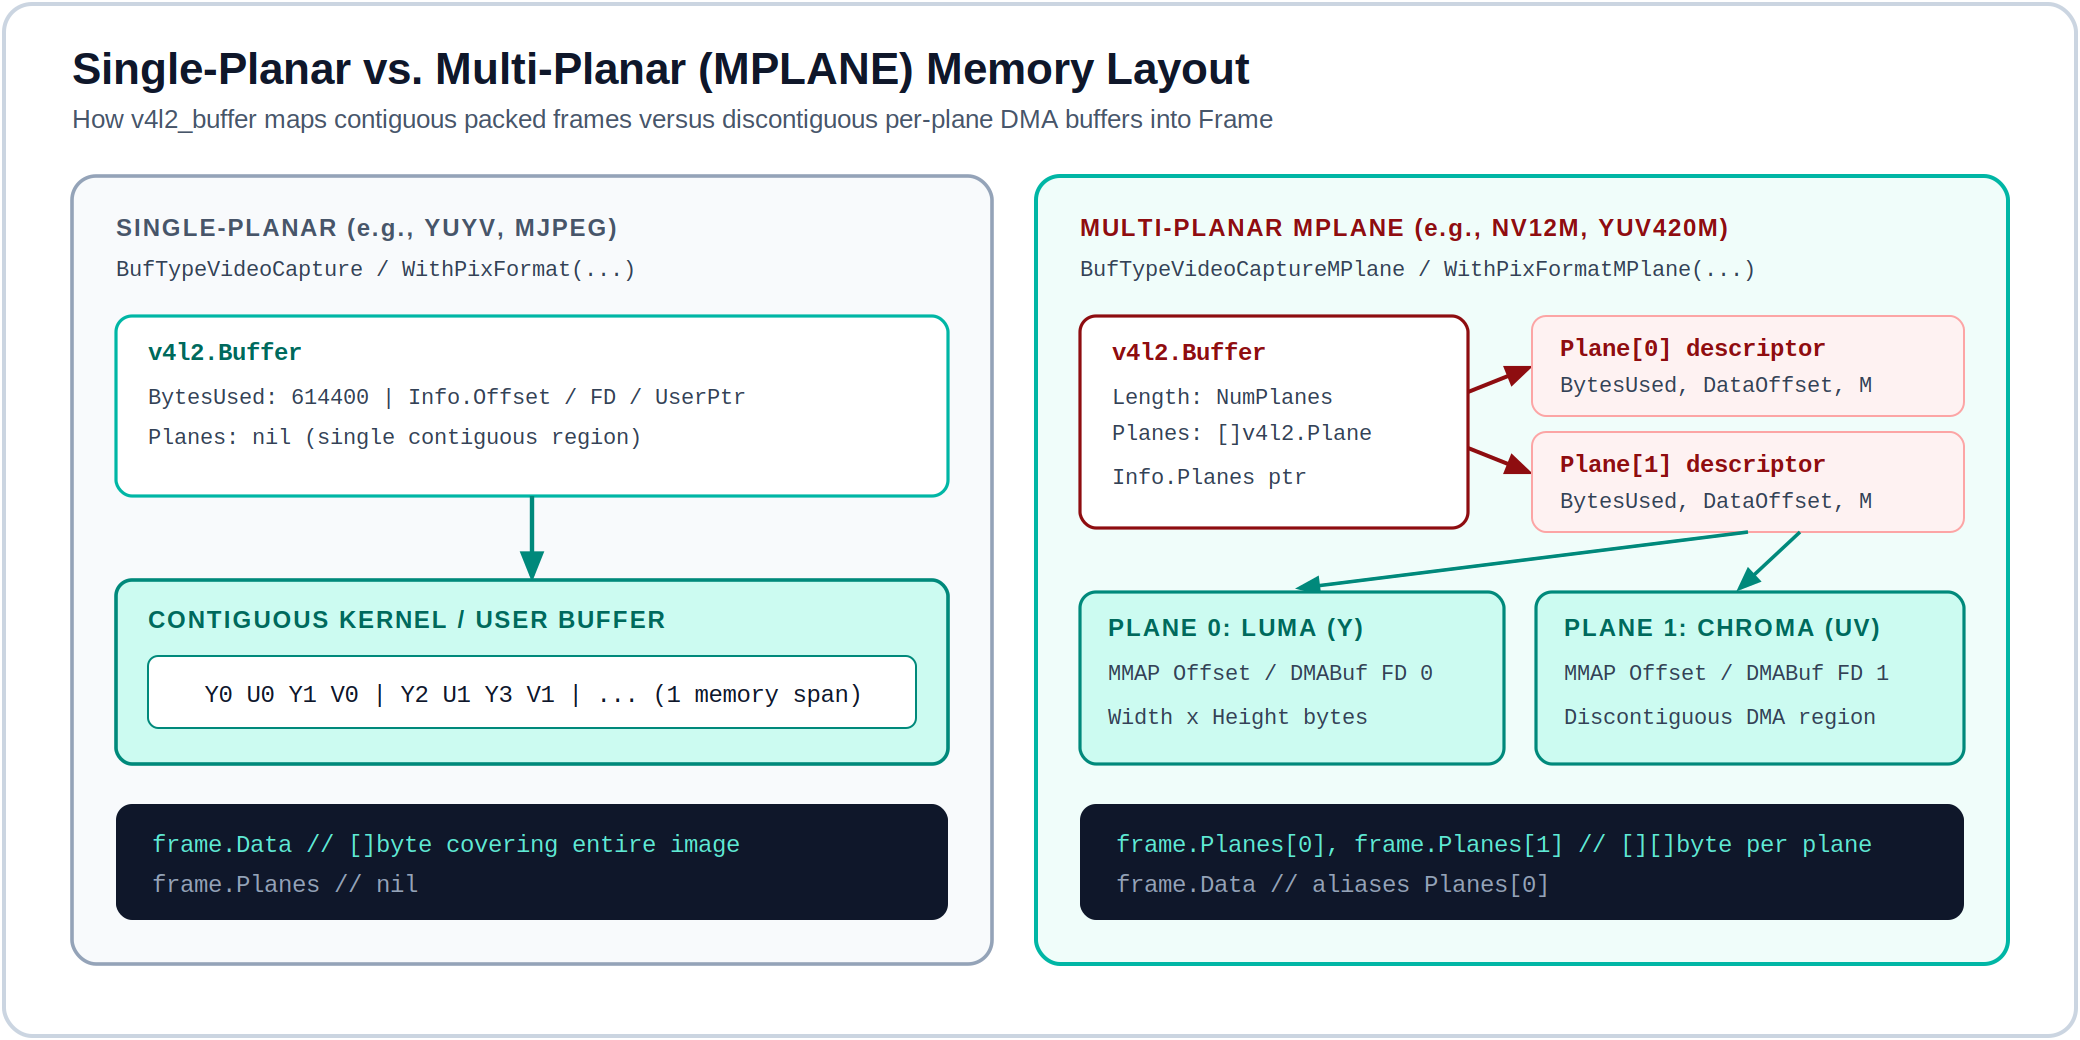 Single-Planar vs. Multi-Planar (MPLANE) Memory Layout
How v4l2_buffer maps contiguous packed frames versus discontiguous per-plane DMA buffers into Frame
SINGLE-PLANAR (e.g., YUYV, MJPEG)
BufTypeVideoCapture / WithPixFormat(...)
v4l2.Buffer
BytesUsed: 614400 | Info.Offset / FD / UserPtr
Planes: nil (single contiguous region)
CONTIGUOUS KERNEL / USER BUFFER
Y0 U0 Y1 V0 | Y2 U1 Y3 V1 | ... (1 memory span)
frame.Data // []byte covering entire image
frame.Planes // nil
MULTI-PLANAR MPLANE (e.g., NV12M, YUV420M)
BufTypeVideoCaptureMPlane / WithPixFormatMPlane(...)
v4l2.Buffer
Length: NumPlanes
Planes: []v4l2.Plane
Info.Planes ptr
Plane[0] descriptor
BytesUsed, DataOffset, M
Plane[1] descriptor
BytesUsed, DataOffset, M
PLANE 0: LUMA (Y)
MMAP Offset / DMABuf FD 0
Width x Height bytes
PLANE 1: CHROMA (UV)
MMAP Offset / DMABuf FD 1
Discontiguous DMA region
frame.Planes[0], frame.Planes[1] // [][]byte per plane
frame.Data // aliases Planes[0]